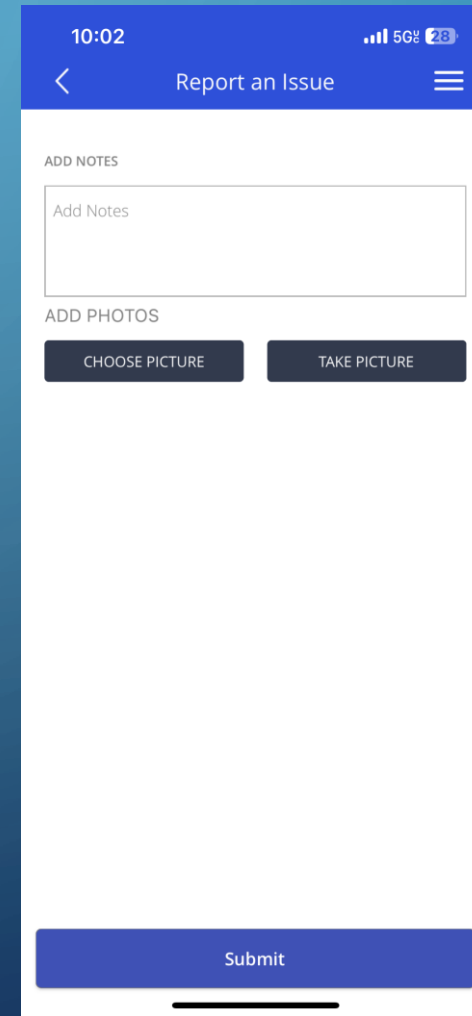 10:02 5G 28
Report an Issue
ADD NOTES
Add Notes
ADD PHOTOS
CHOOSE PICTURE TAKE PICTURE
Submit